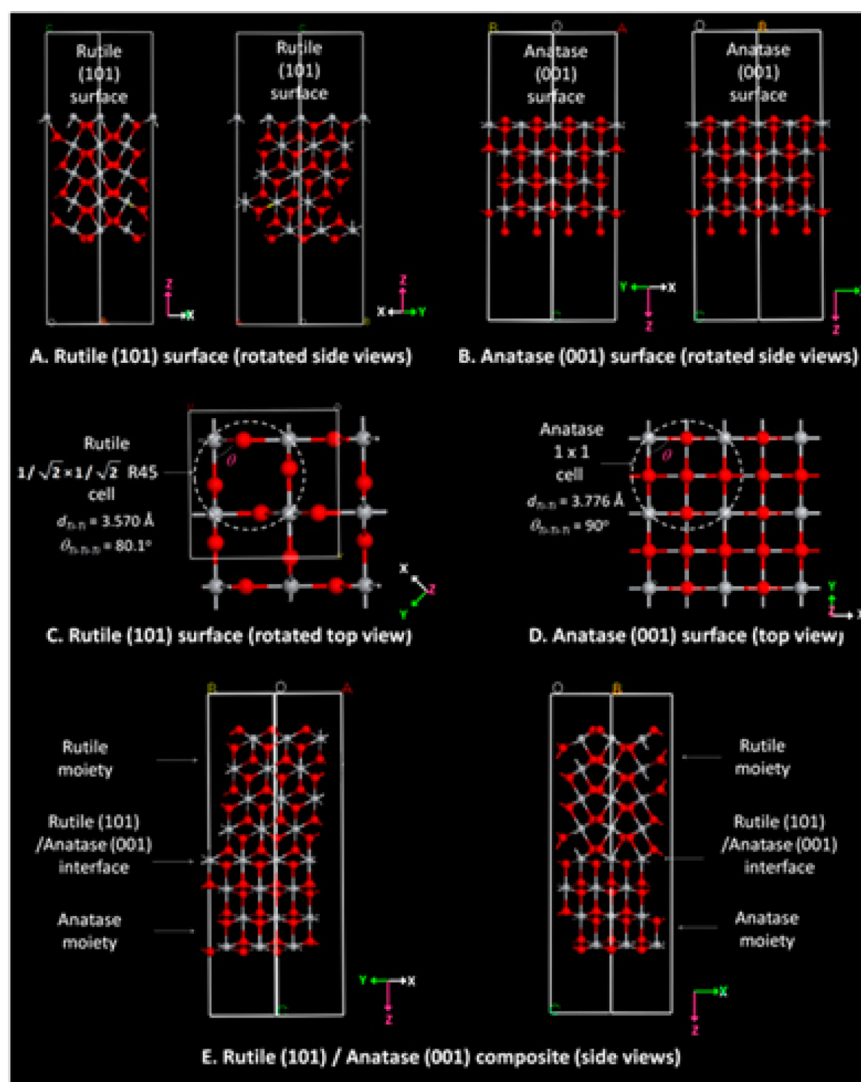 C
C
B
O
A
O
B
Rutile
(101)
surface
Rutile
(101)
surface
Anatase
(001)
surface
Anatase
(001)
surface
Z
X
Z
X
Y
Y
X
Z
Z
A. Rutile (101) surface (rotated side views)
B. Anatase (001) surface (rotated side views)
Rutile
1/√2×1/√2 R45
cell
d Ti-Ti = 3.570 Å
θ Ti-Ti-Ti = 80.1°
θ
X
Y
Z
Anatase
1 x 1
cell
d Ti-Ti = 3.776 Å
θ Ti-Ti-Ti = 90°
θ
Y
Z
X
C. Rutile (101) surface (rotated top view)
D. Anatase (001) surface (top view)
B
O
A
O
B
Rutile
moiety
Rutile (101)
/Anatase (001)
interface
Anatase
moiety
Rutile
moiety
Rutile (101)
/Anatase (001)
interface
Anatase
moiety
Y
X
Z
X
Z
E. Rutile (101) / Anatase (001) composite (side views)